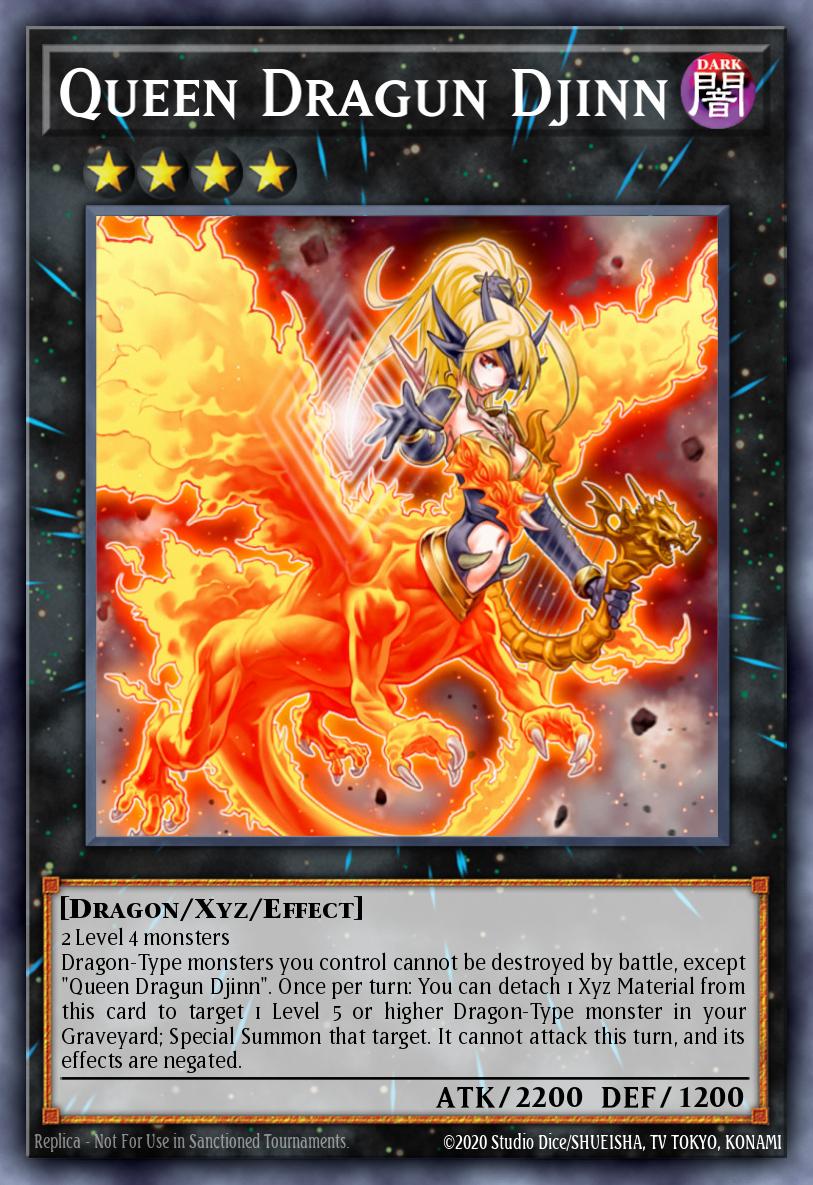 Queen Dragun Djinn
DARK
闇
[Dragon/Xyz/Effect]
2 Level 4 monsters
Dragon-Type monsters you control cannot be destroyed by battle, except
"Queen Dragun Djinn". Once per turn: You can detach 1 Xyz Material from
this card to target 1 Level 5 or higher Dragon-Type monster in your
Graveyard; Special Summon that target. It cannot attack this turn, and its
effects are negated.
ATK/2200 DEF/1200
Replica - Not For Use in Sanctioned Tournaments.
©2020 Studio Dice/SHUEISHA, TV TOKYO, KONAMI